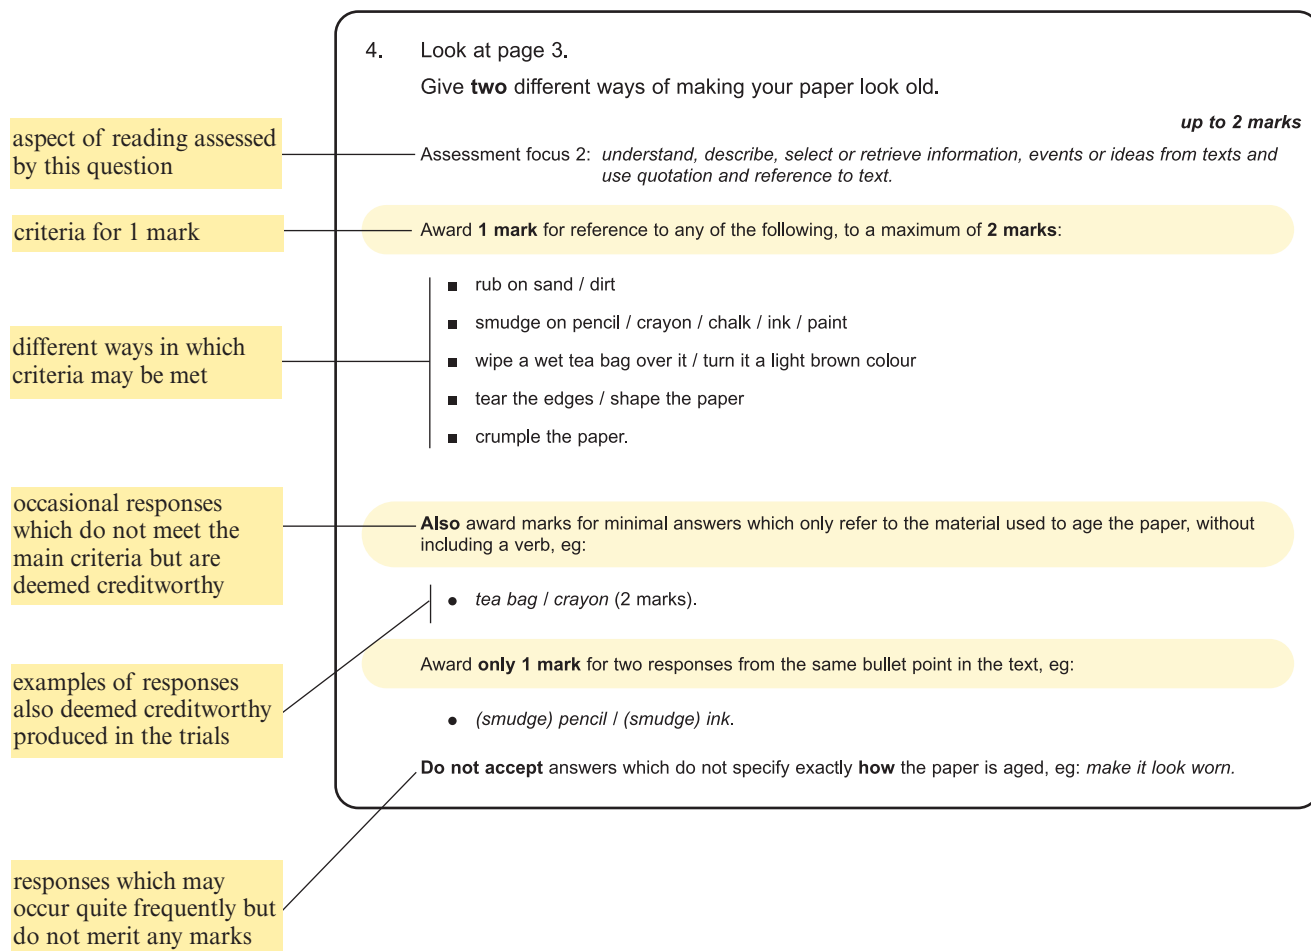 4. Look at page 3.
Give two different ways of making your paper look old.
up to 2 marks
aspect of reading assessed
by this question
Assessment focus 2: understand, describe, select or retrieve information, events or ideas from texts and
use quotation and reference to text.
criteria for 1 mark
Award 1 mark for reference to any of the following, to a maximum of 2 marks:
different ways in which
criteria may be met
■ rub on sand / dirt
■ smudge on pencil / crayon / chalk / ink / paint
■ wipe a wet tea bag over it / turn it a light brown colour
■ tear the edges / shape the paper
■ crumple the paper.
occasional responses
which do not meet the
main criteria but are
deemed creditworthy
Also award marks for minimal answers which only refer to the material used to age the paper, without
including a verb, eg:
● tea bag / crayon (2 marks).
examples of responses
also deemed creditworthy
produced in the trials
Award only 1 mark for two responses from the same bullet point in the text, eg:
● (smudge) pencil / (smudge) ink.
Do not accept answers which do not specify exactly how the paper is aged, eg: make it look worn.
responses which may
occur quite frequently but
do not merit any marks